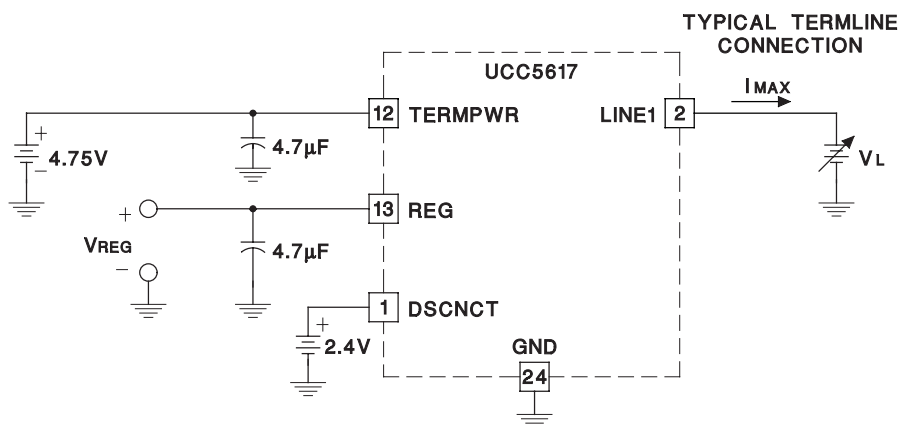 TYPICAL TERMLINE
CONNECTION
UCC5617
IMAX
12 TERMPWR
LINE1 2
+
4.75V
−
4.7μF
VL
+
13 REG
VREG
−
4.7μF
1 DSCNCT
+
2.4V
GND
24